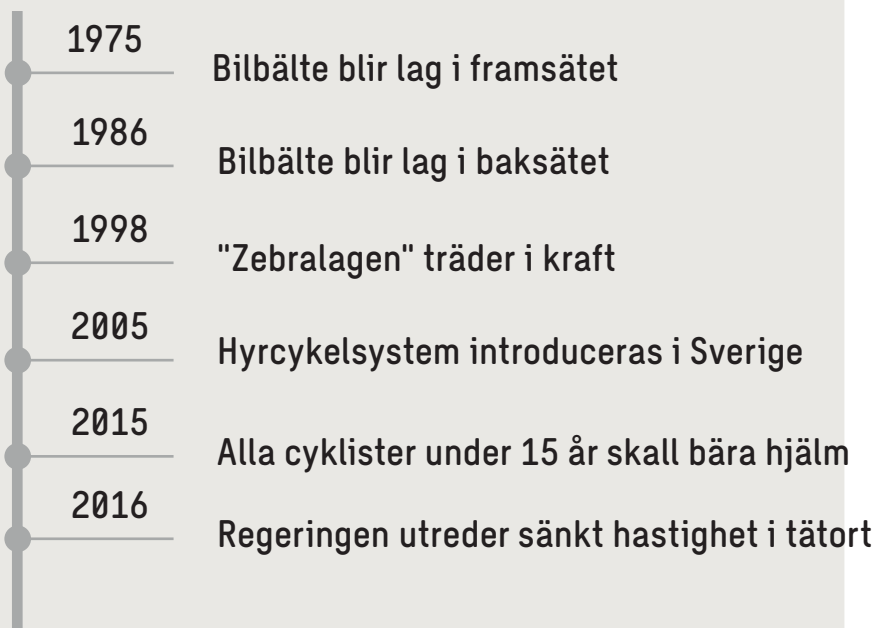 1975
Bilbälte blir lag i framsätet
1986
Bilbälte blir lag i baksätet
1998
"Zebralagen" träder i kraft
2005
Hyrcykelsystem introduceras i Sverige
2015
Alla cyklister under 15 år skall bära hjälm
2016
Regeringen utreder sänkt hastighet i tätort